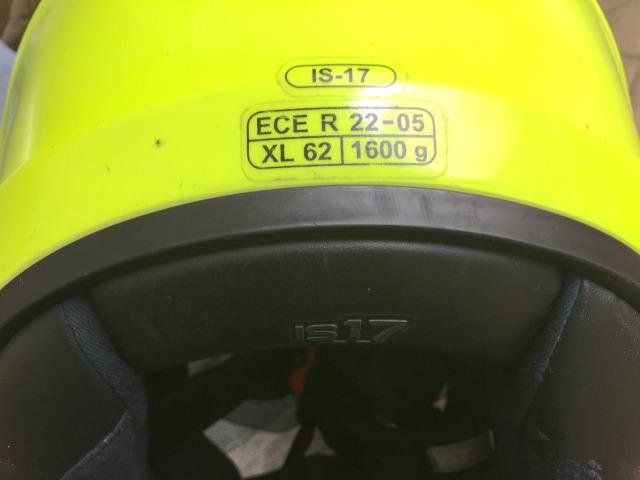 IS-17
ECE R 22-05
XL 62 1600 g
IS17